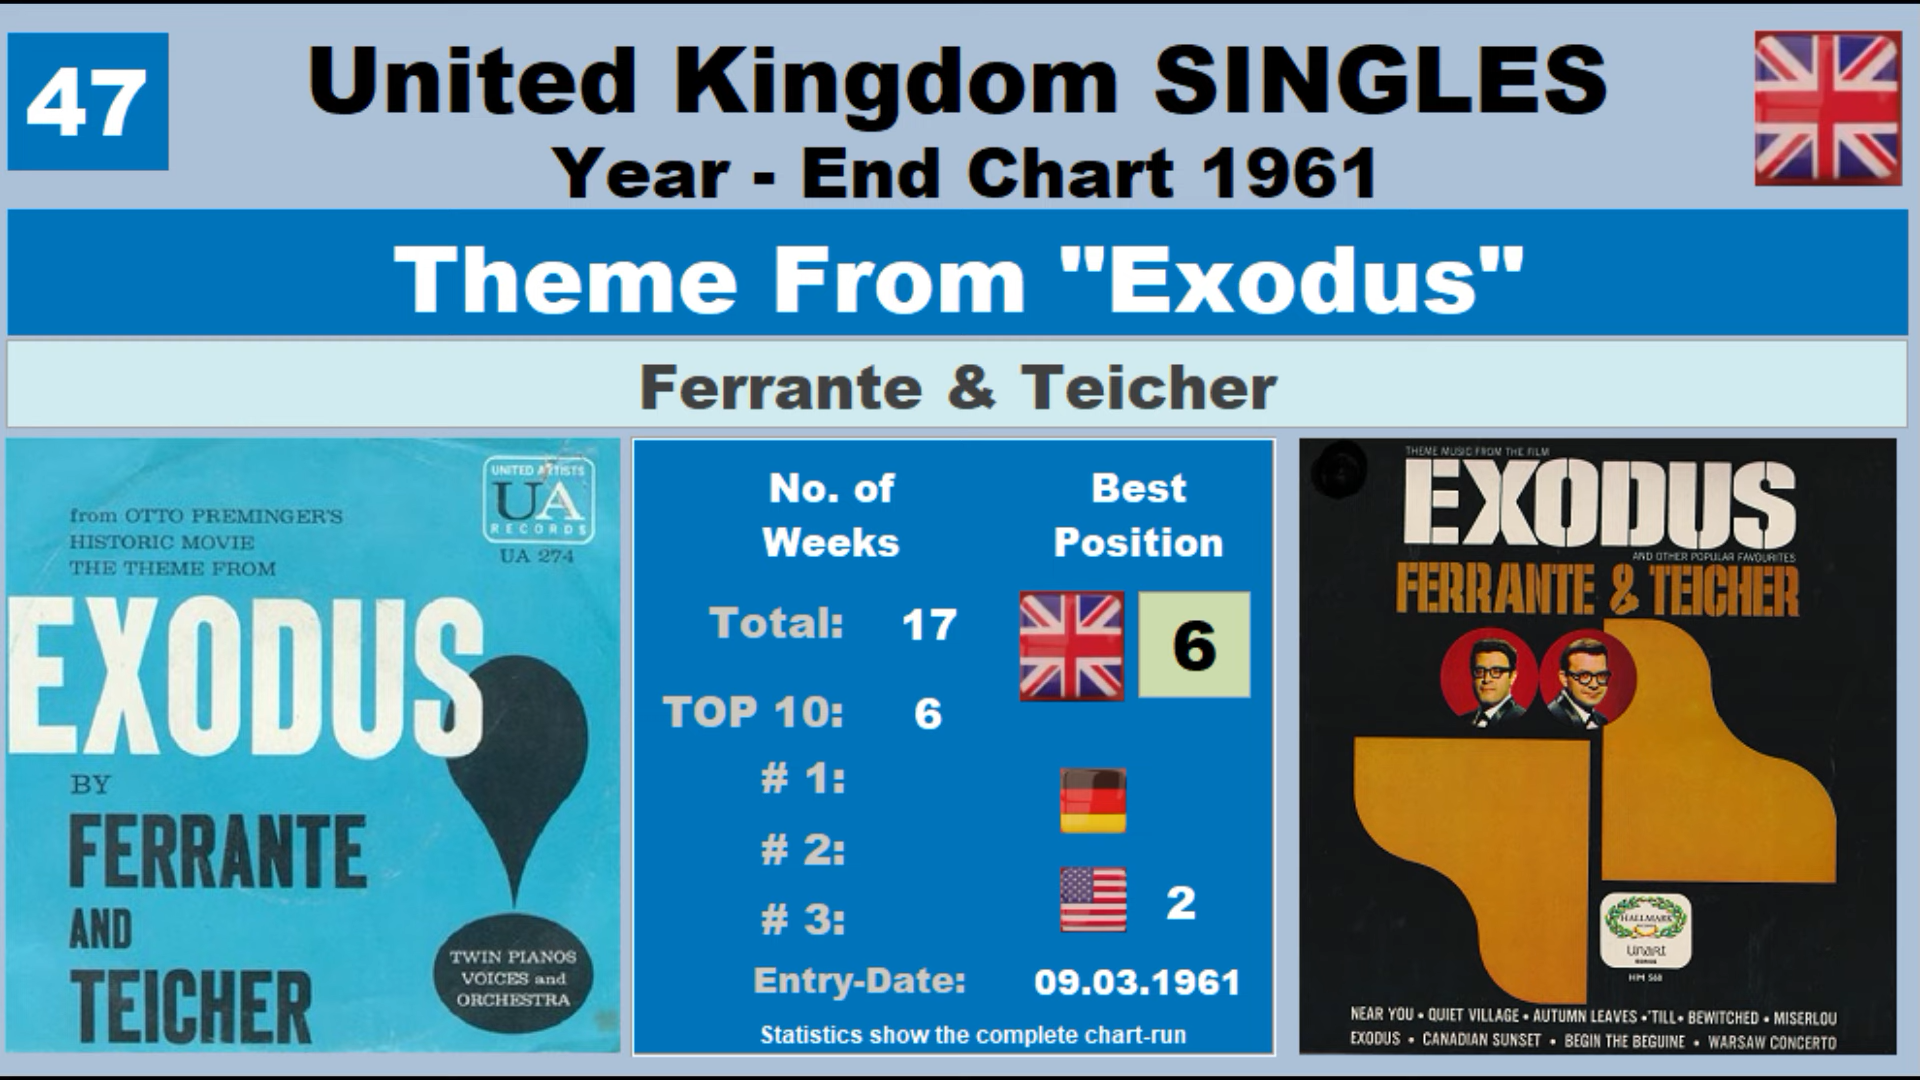 47
United Kingdom SINGLES
Year - End Chart 1961
Theme From "Exodus"
Ferrante & Teicher
from OTTO PREMINGER'S
HISTORIC MOVIE
THE THEME FROM
UNITED ARTISTS
UA
RECORDS
UA 274
EXODUS
BY
FERRANTE
AND
TEICHER
TWIN PIANOS
VOICES and
ORCHESTRA
No. of
Weeks
Best
Position
Total: 17
6
TOP 10: 6
# 1:
# 2:
2
# 3:
Entry-Date: 09.03.1961
Statistics show the complete chart-run
THEME MUSIC FROM THE FILM
EXODUS
AND OTHER POPULAR FAVOURITES
FERRANTE & TEICHER
HALLMARK
unart
HM 568
NEAR YOU • QUIET VILLAGE • AUTUMN LEAVES • 'TILL • BEWITCHED • MISERLOU
EXODUS • CANADIAN SUNSET • BEGIN THE BEGUINE • WARSAW CONCERTO